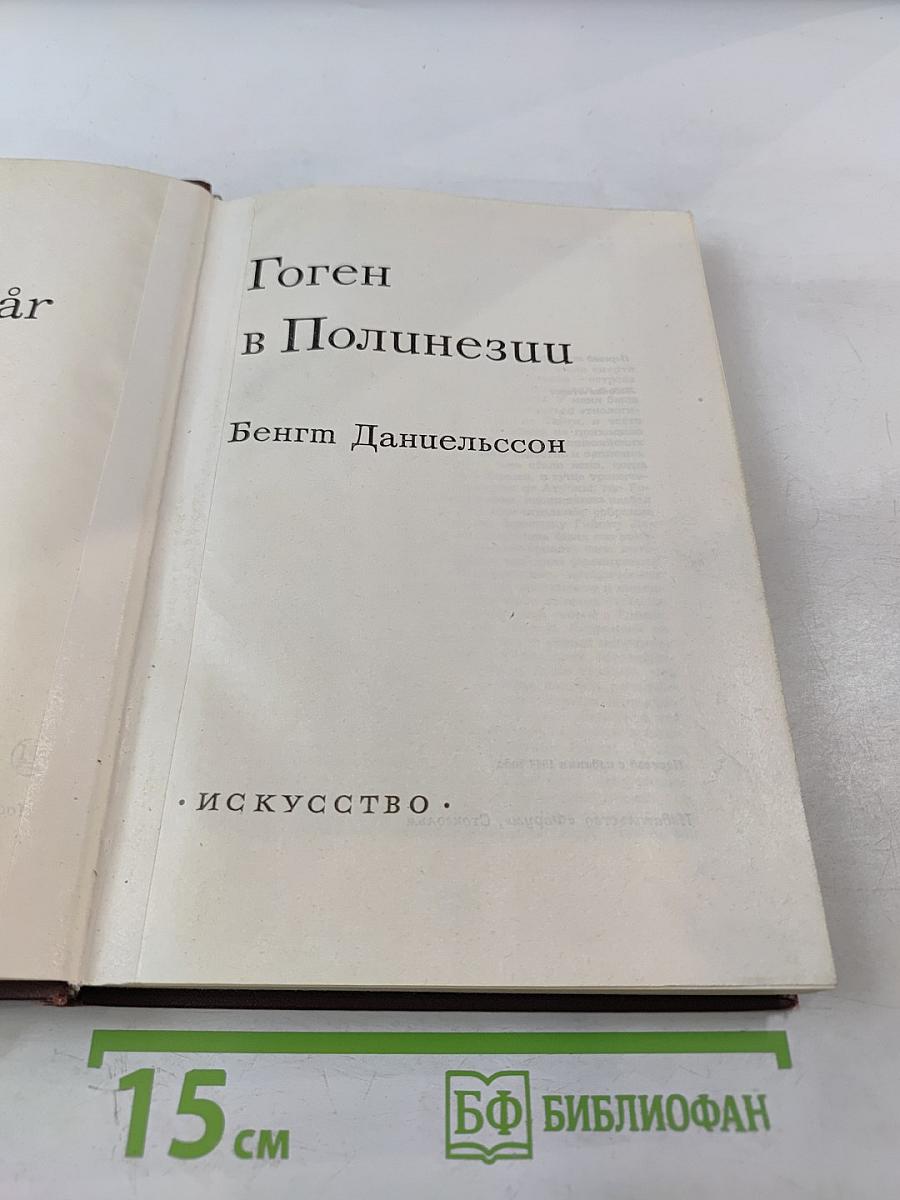 år
Гоген
в Полинезии
Бенгт Даниельссон
· ИСКУССТВО ·
15 см
БФ БИБЛИОФАН